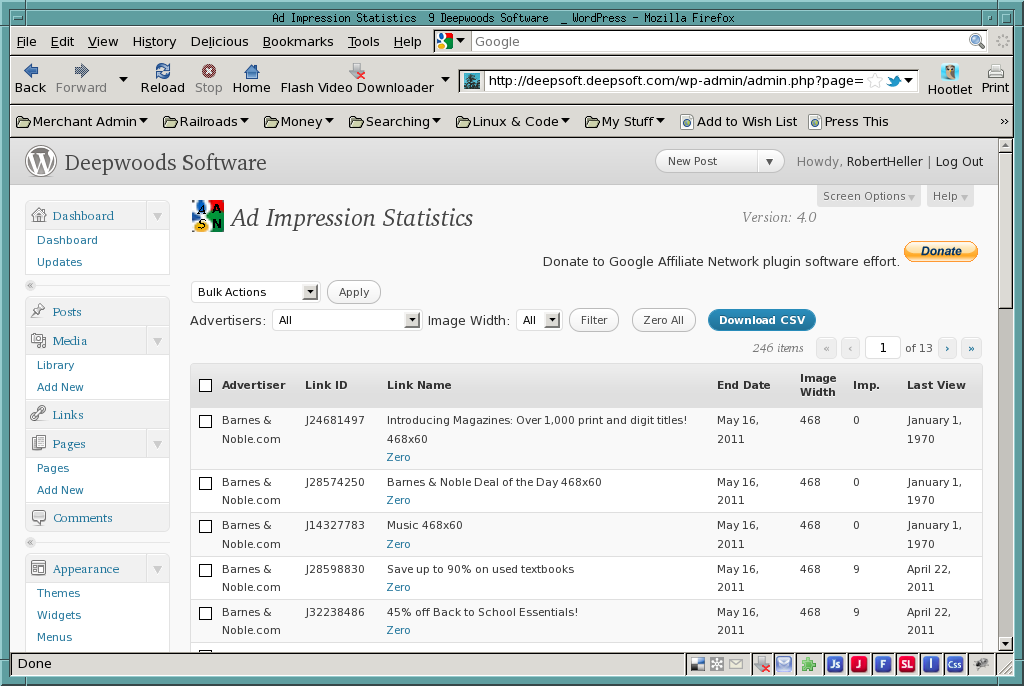 Ad Impression Statistics 9 Deepwoods Software _ WordPress - Mozilla Firefox
File Edit View History Delicious Bookmarks Tools Help Google
Back Forward Reload Stop Home Flash Video Downloader http://deepsoft.deepsoft.com/wp-admin/admin.php?page= Hootlet Print
Merchant Admin Railroads Money Searching Linux & Code My Stuff Add to Wish List Press This »
Deepwoods Software New Post Howdy, RobertHeller | Log Out
Screen Options Help
Dashboard
Dashboard
Updates
Posts
Media
Library
Add New
Links
Pages
Pages
Add New
Comments
Appearance
Themes
Widgets
Menus
A A
S N
Ad Impression Statistics Version: 4.0
Donate to Google Affiliate Network plugin software effort. Donate
Bulk Actions Apply
Advertisers: All Image Width: All Filter Zero All Download CSV
246 items « ‹ 1 of 13 › »
Advertiser Link ID Link Name End Date Image Width Imp. Last View
Barnes & J24681497 Introducing Magazines: Over 1,000 print and digit titles! May 16, 468 0 January 1,
Noble.com 468x60 2011 1970
Zero
Barnes & J28574250 Barnes & Noble Deal of the Day 468x60 May 16, 468 0 January 1,
Noble.com Zero 2011 1970
Barnes & J14327783 Music 468x60 May 16, 468 0 January 1,
Noble.com Zero 2011 1970
Barnes & J28598830 Save up to 90% on used textbooks May 16, 468 9 April 22,
Noble.com Zero 2011 2011
Barnes & J32238486 45% off Back to School Essentials! May 16, 468 9 April 22,
Noble.com Zero 2011 2011
Done Js J F SL I Css